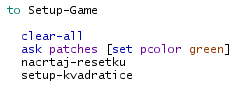 to Setup-Game
clear-all
ask patches [set pcolor green]
nacrtaj-resetku
setup-kvadratice